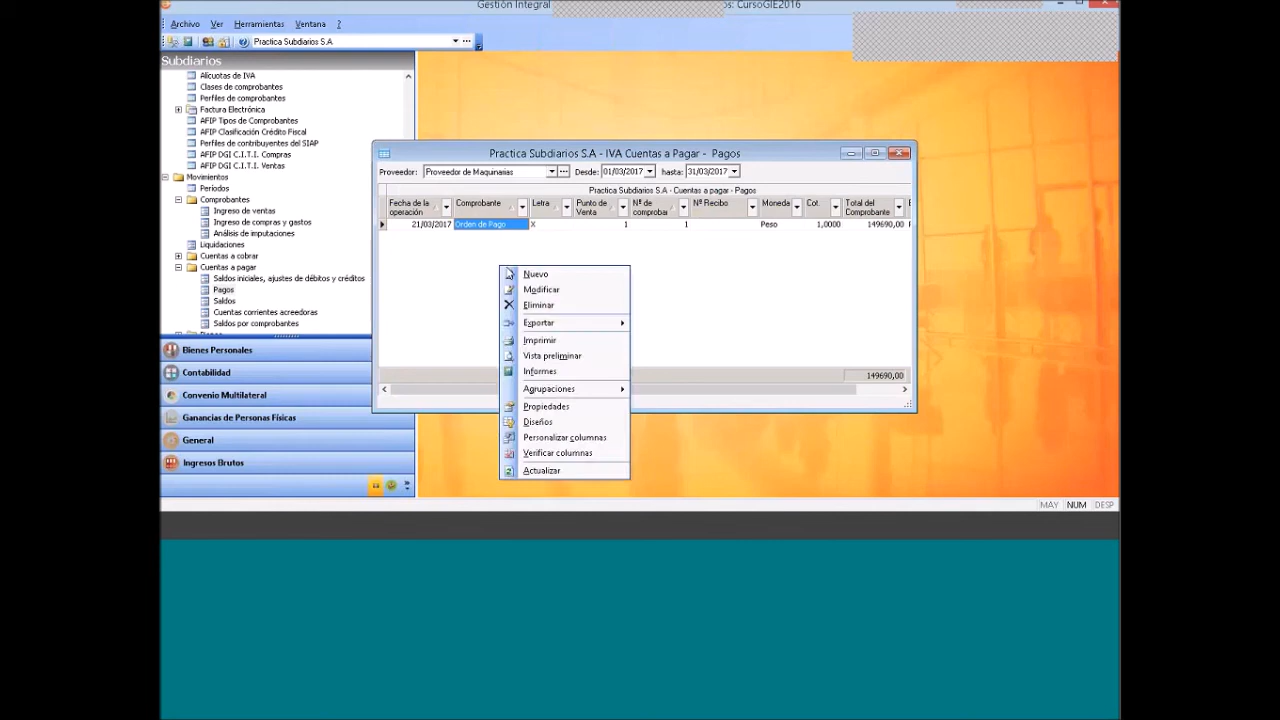 Gestión Integral
os: CursoGIE2016
Archivo Ver Herramientas Ventana ?
Practica Subdiarios S.A
Subdiarios
Alícuotas de IVA
Clases de comprobantes
Perfiles de comprobantes
Factura Electrónica
AFIP Tipos de Comprobantes
AFIP Clasificación Crédito Fiscal
Perfiles de contribuyentes del SIAP
AFIP DGI C.I.T.I. Compras
AFIP DGI C.I.T.I. Ventas
Movimientos
Períodos
Comprobantes
Ingreso de ventas
Ingreso de compras y gastos
Análisis de imputaciones
Liquidaciones
Cuentas a cobrar
Cuentas a pagar
Saldos iniciales, ajustes de débitos y créditos
Pagos
Saldos
Cuentas corrientes acreedoras
Saldos por comprobantes
Bienes Personales
Contabilidad
Convenio Multilateral
Ganancias de Personas Físicas
General
Ingresos Brutos
Practica Subdiarios S.A - IVA Cuentas a Pagar - Pagos
Proveedor: Proveedor de Maquinarias Desde: 01/03/2017 hasta: 31/03/2017
Practica Subdiarios S.A - Cuentas a pagar - Pagos
Fecha de la operación Comprobante Letra Punto de Venta Nº de comproba Nº Recibo Moneda Cot. Total del Comprobante
21/03/2017 Orden de Pago X 1 1 Peso 1,0000 149690,00
Nuevo
Modificar
Eliminar
Exportar
Imprimir
Vista preliminar
Informes
Agrupaciones
Propiedades
Diseños
Personalizar columnas
Verificar columnas
Actualizar
149690,00
MAY NUM DESP